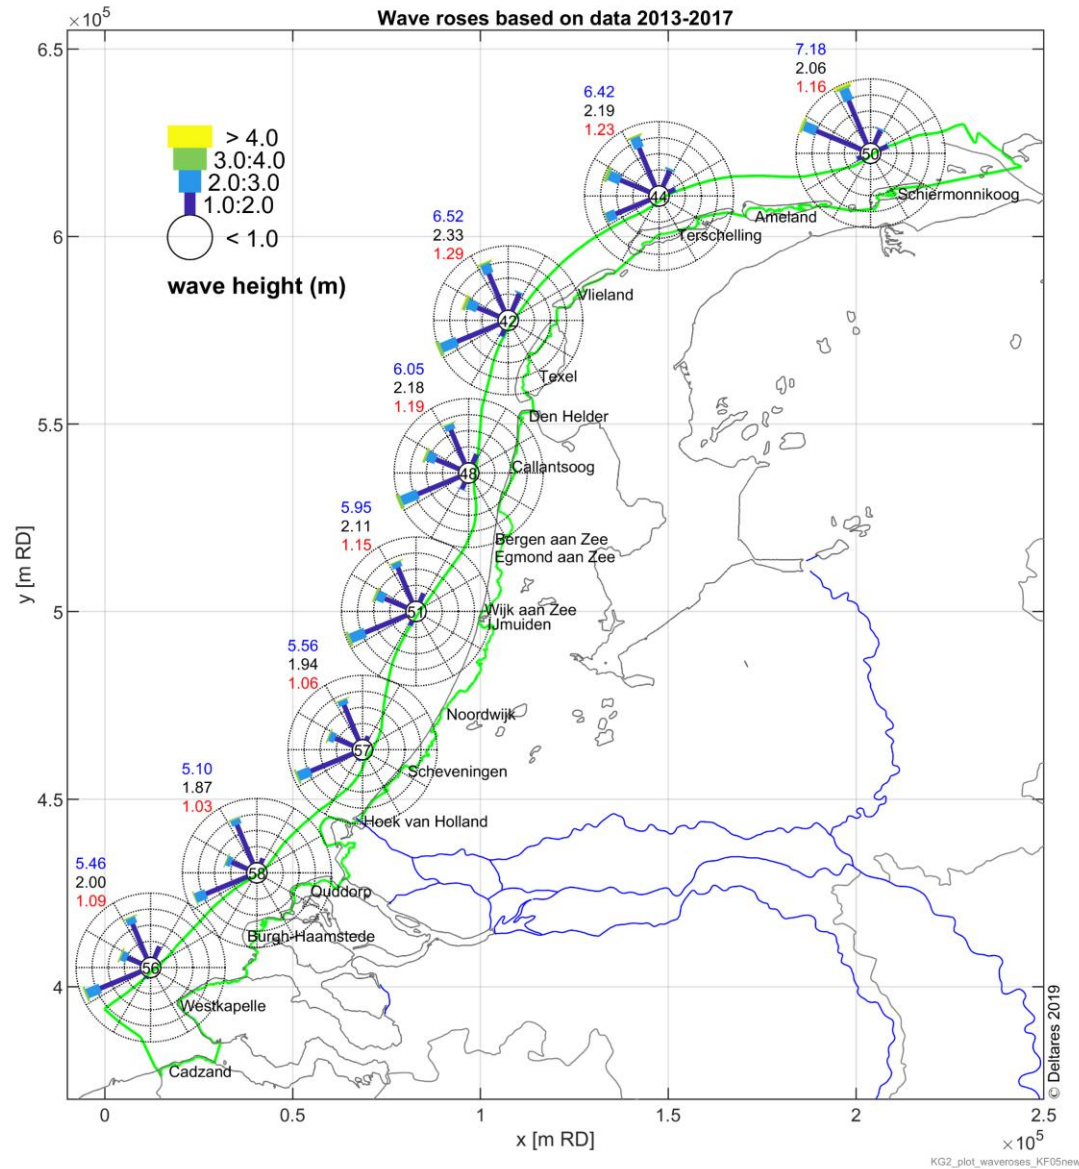 Wave roses based on data 2013-2017
×10⁵
6.5
6
5.5
5
4.5
4
y [m RD]
> 4.0
3.0:4.0
2.0:3.0
1.0:2.0
< 1.0
wave height (m)
7.18
2.06
1.16
50
6.42
2.19
1.23
44
Schiermonnikoog
Ameland
Terschelling
6.52
2.33
1.29
42
Vlieland
Texel
6.05
2.18
1.19
48
Den Helder
Callantsoog
5.95
2.11
1.15
51
Bergen aan Zee
Egmond aan Zee
Wijk aan Zee
IJmuiden
5.56
1.94
1.06
57
Noordwijk
Scheveningen
5.10
1.87
1.03
58
Hoek van Holland
Ouddorp
5.46
2.00
1.09
56
Burgh-Haamstede
Westkapelle
Cadzand
© Deltares 2019
0
0.5
1
1.5
2
2.5
x [m RD]
×10⁵
KG2_plot_waveroses_KF05new